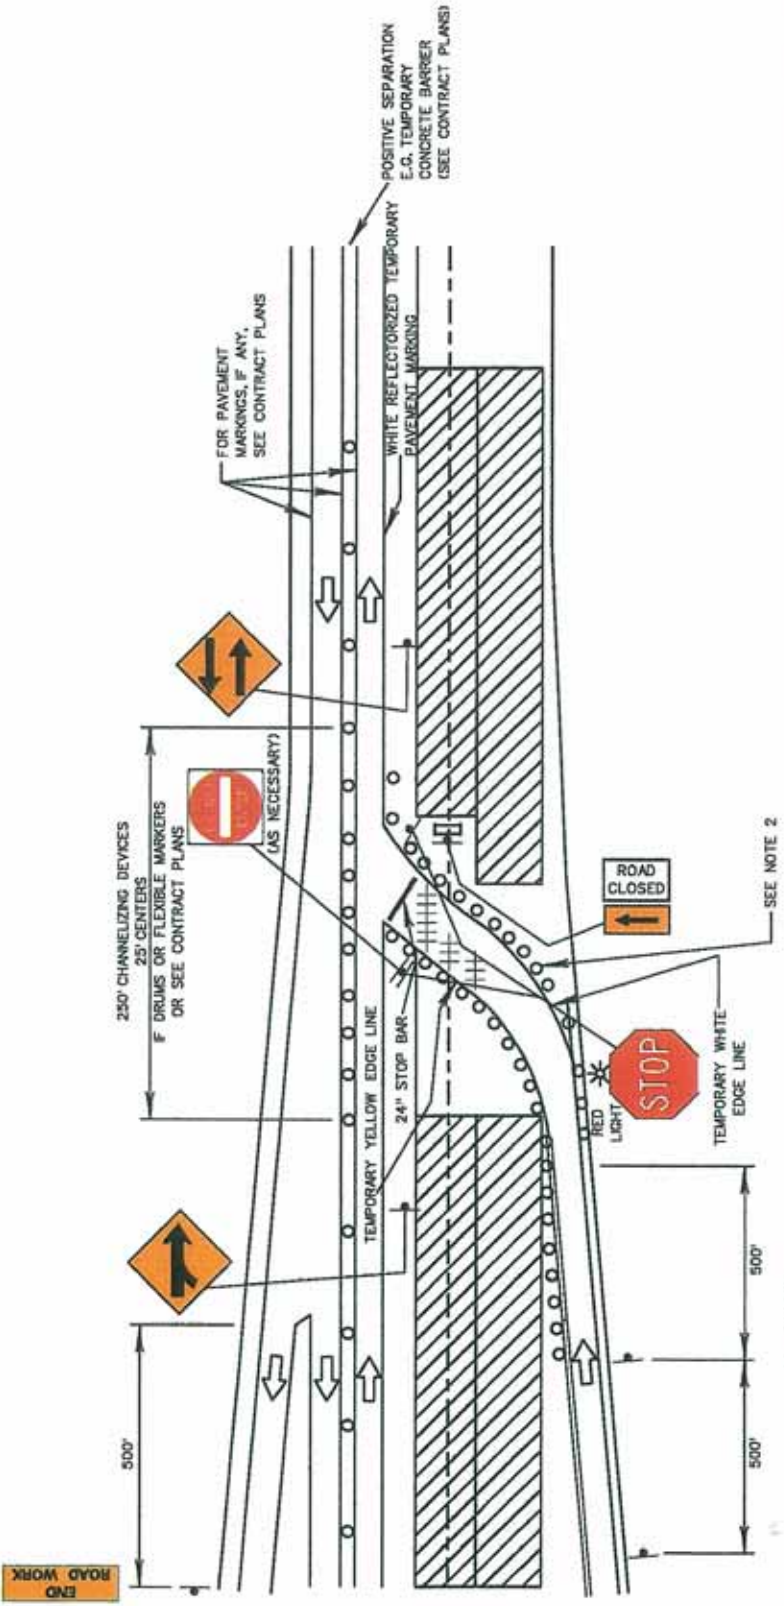 END
ROAD WORK
500'
250' CHANNELIZING DEVICES
25' CENTERS
IF DRUMS OR FLEXIBLE MARKERS
OR SEE CONTRACT PLANS
(AS NECESSARY)
FOR PAVEMENT
MARKINGS, IF ANY,
SEE CONTRACT PLANS
POSITIVE SEPARATION
E.G. TEMPORARY
CONCRETE BARRIER
(SEE CONTRACT PLANS)
WHITE REFLECTORIZED TEMPORARY
PAVEMENT MARKING
TEMPORARY YELLOW EDGE LINE
24" STOP BAR
ROAD
CLOSED
SEE NOTE 2
STOP
RED
LIGHT
TEMPORARY WHITE
EDGE LINE
500'
500'